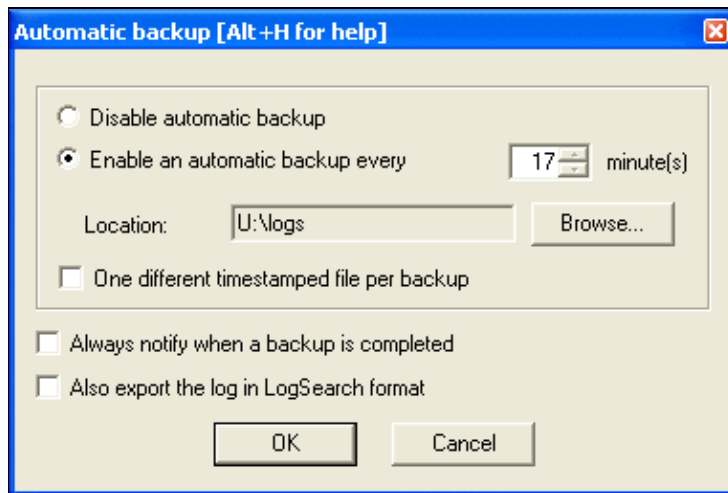 Automatic backup [Alt+H for help]
Disable automatic backup
Enable an automatic backup every 17 minute(s)
Location: U:\logs Browse...
One different timestamped file per backup
Always notify when a backup is completed
Also export the log in LogSearch format
OK Cancel